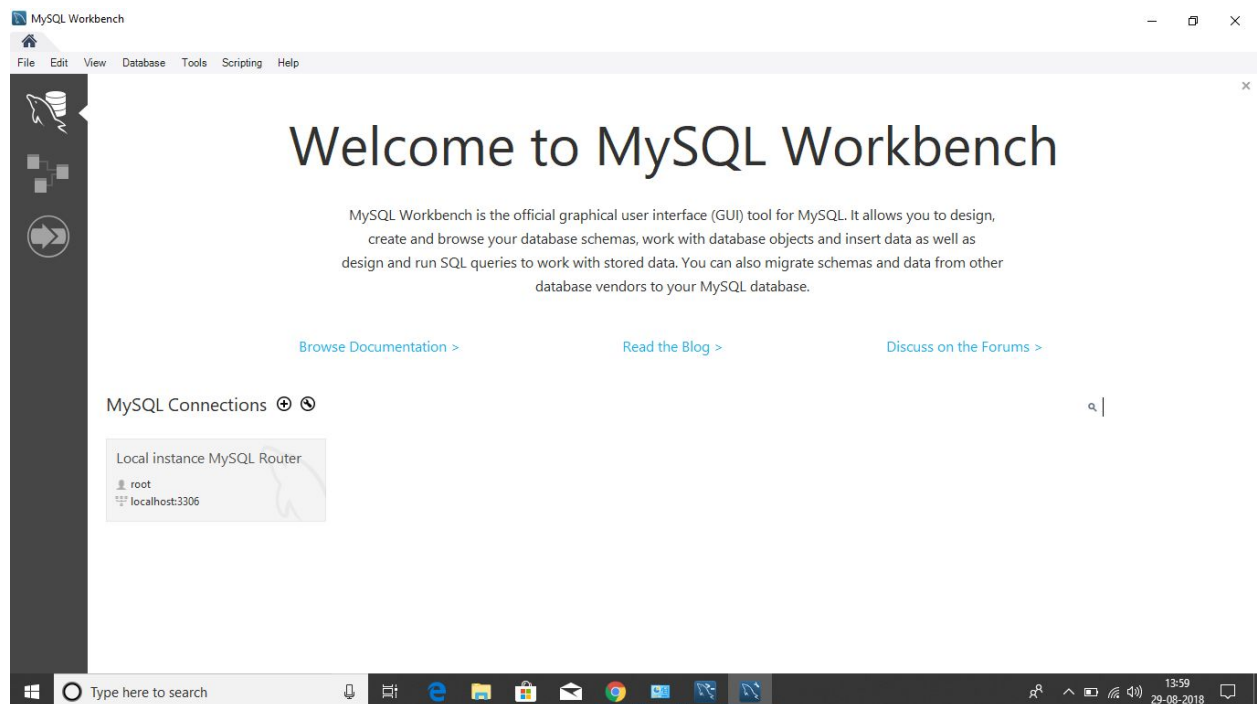 MySQL Workbench
File Edit View Database Tools Scripting Help
Welcome to MySQL Workbench
MySQL Workbench is the official graphical user interface (GUI) tool for MySQL. It allows you to design,
create and browse your database schemas, work with database objects and insert data as well as
design and run SQL queries to work with stored data. You can also migrate schemas and data from other
database vendors to your MySQL database.
Browse Documentation > Read the Blog > Discuss on the Forums >
MySQL Connections
Local instance MySQL Router
root
localhost:3306
Type here to search
13:59
29-08-2018